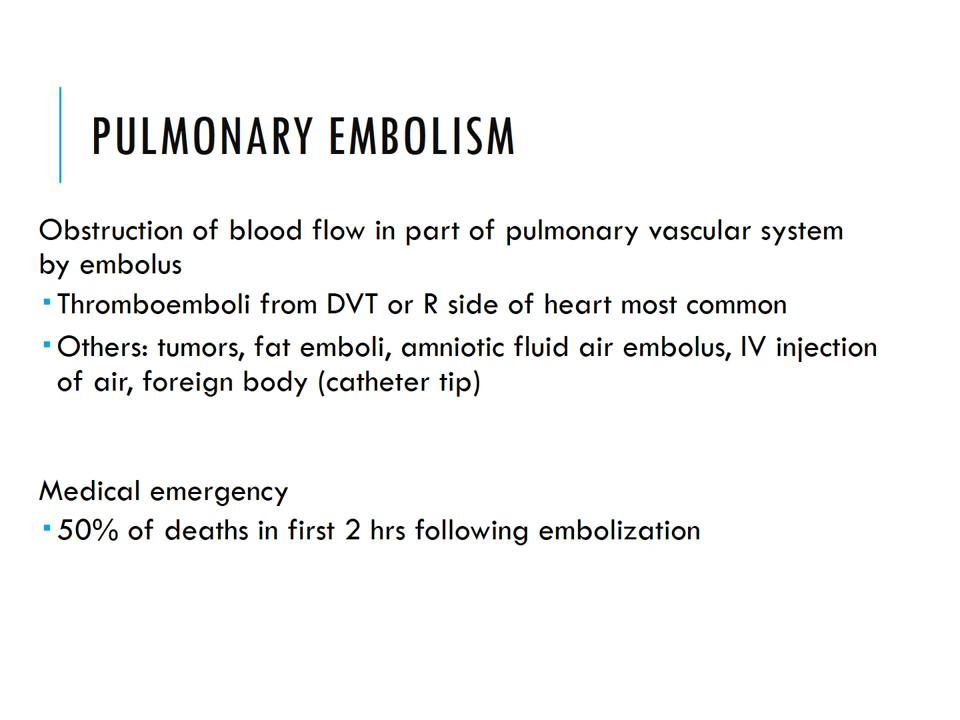 PULMONARY EMBOLISM
Obstruction of blood flow in part of pulmonary vascular system
by embolus
▪ Thromboemboli from DVT or R side of heart most common
▪ Others: tumors, fat emboli, amniotic fluid air embolus, IV injection
of air, foreign body (catheter tip)
Medical emergency
▪ 50% of deaths in first 2 hrs following embolization